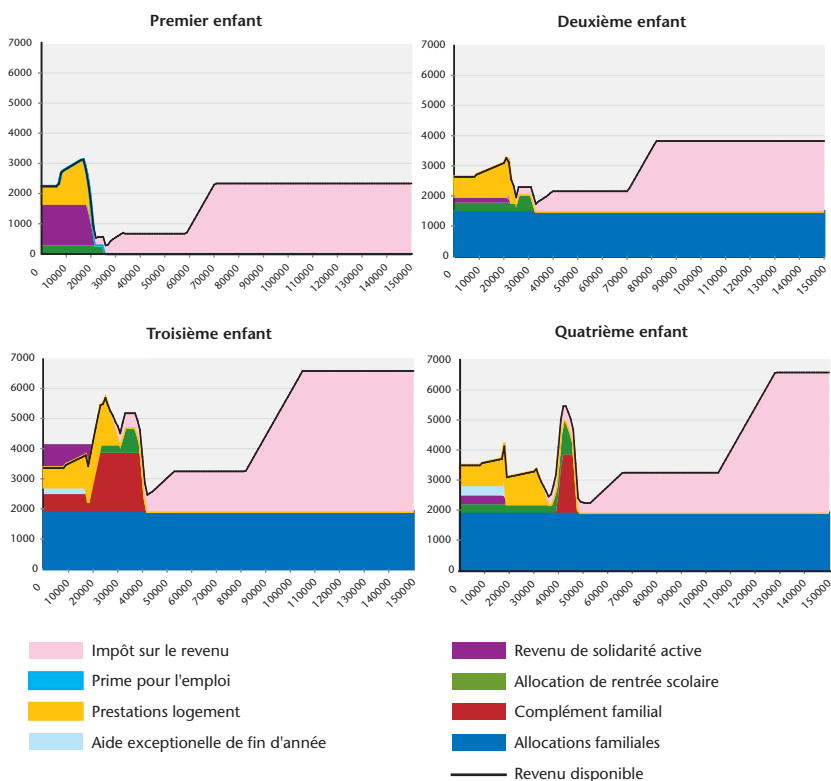 Premier enfant
7000
6000
5000
4000
3000
2000
1000
0
0 10000 20000 30000 40000 50000 60000 70000 80000 90000 100000 110000 120000 130000 140000 150000
Deuxième enfant
7000
6000
5000
4000
3000
2000
1000
0
0 10000 20000 30000 40000 50000 60000 70000 80000 90000 100000 110000 120000 130000 140000 150000
Troisième enfant
7000
6000
5000
4000
3000
2000
1000
0
0 10000 20000 30000 40000 50000 60000 70000 80000 90000 100000 110000 120000 130000 140000 150000
Quatrième enfant
7000
6000
5000
4000
3000
2000
1000
0
0 10000 20000 30000 40000 50000 60000 70000 80000 90000 100000 110000 120000 130000 140000 150000
Impôt sur le revenu
Prime pour l'emploi
Prestations logement
Aide exceptionelle de fin d'année
Revenu de solidarité active
Allocation de rentrée scolaire
Complément familial
Allocations familiales
Revenu disponible